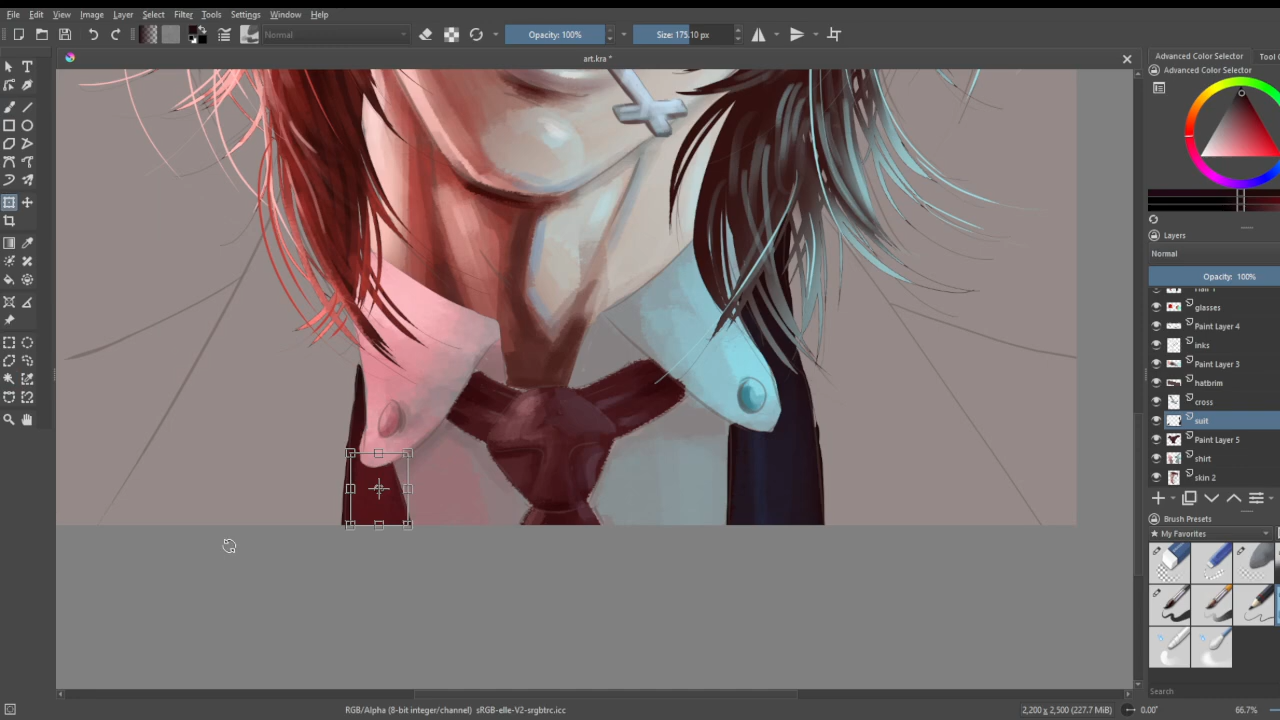 File Edit View Image Layer Select Filter Tools Settings Window Help
Normal
Opacity: 100%
Size: 175.10 px
art.kra *
Advanced Color Selector
Tool
Advanced Color Selector
Layers
Normal
Opacity: 100%
glasses
Paint Layer 4
inks
Paint Layer 3
hatbrim
cross
suit
Paint Layer 5
shirt
skin 2
Brush Presets
★ My Favorites
Search
RGB/Alpha (8-bit integer/channel) sRGB-elle-V2-srgbtrc.icc
2,200 x 2,500 (227.7 MiB)
0.00°
66.7%